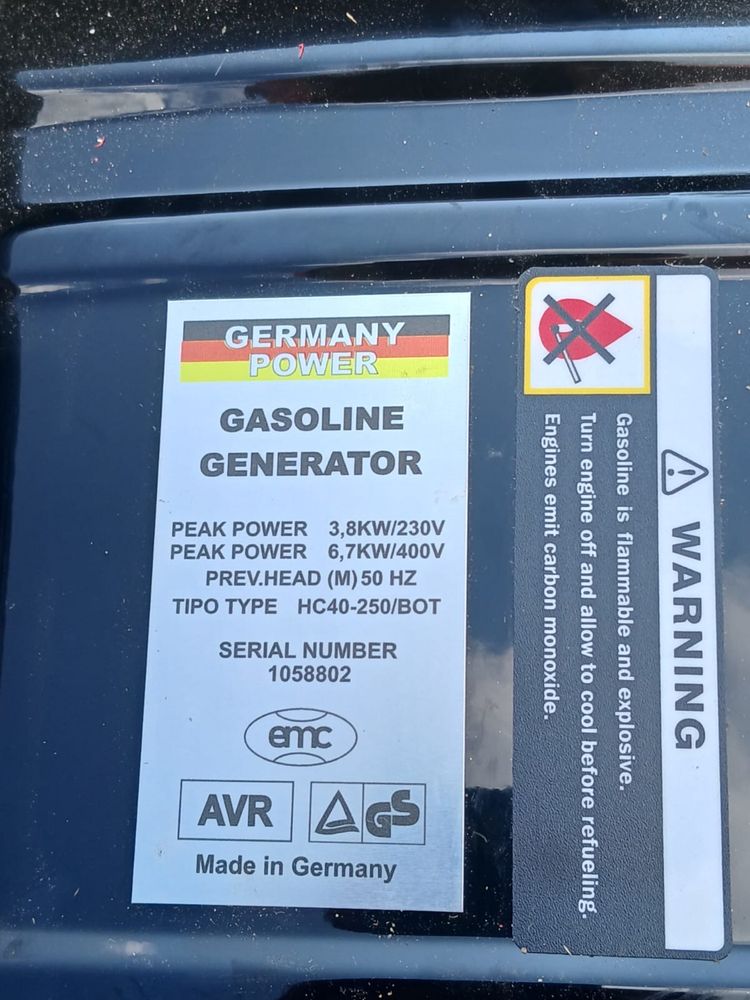 GERMANY
POWER
GASOLINE
GENERATOR
PEAK POWER 3,8KW/230V
PEAK POWER 6,7KW/400V
PREV.HEAD (M) 50 HZ
TIPO TYPE HC40-250/BOT
SERIAL NUMBER
1058802
emc
AVR
GS
Made in Germany
WARNING
Gasoline is flammable and explosive.
Turn engine off and allow to cool before refueling.
Engines emit carbon monoxide.